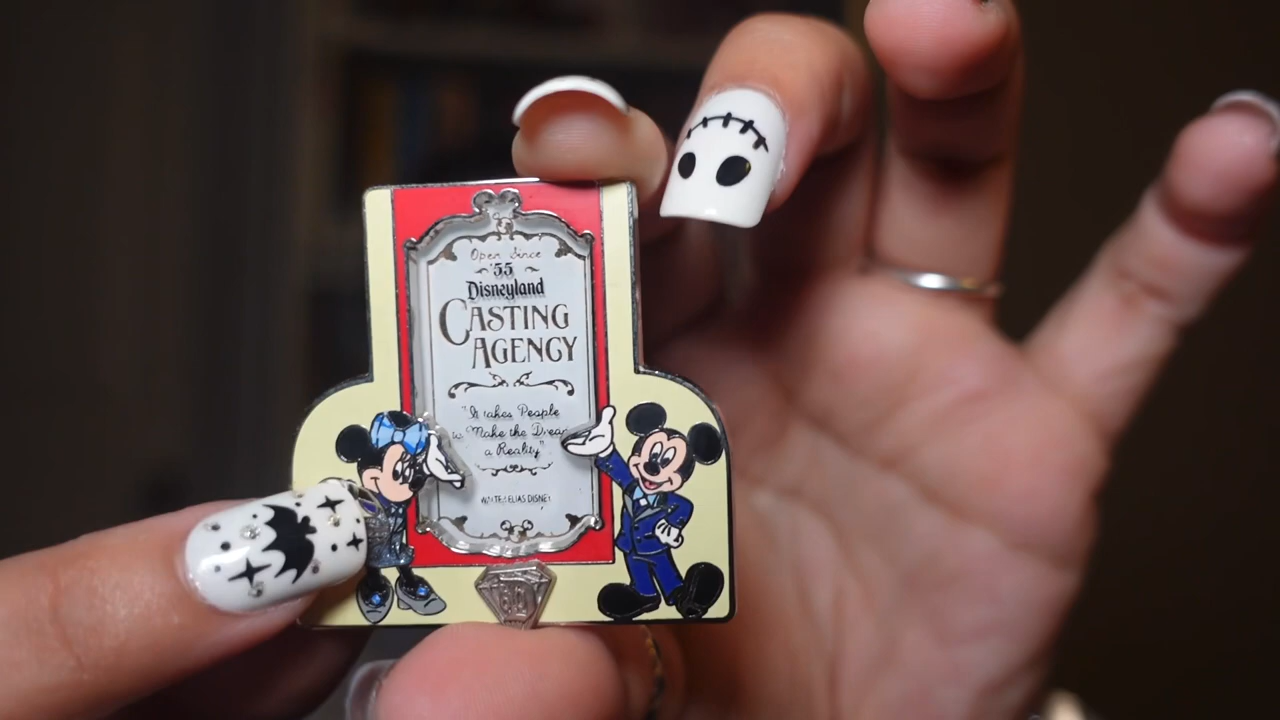 Open Since
'55
Disneyland
CASTING
AGENCY
"It takes People
to Make the Dream
a Reality"
WALTER ELIAS DISNEY
60